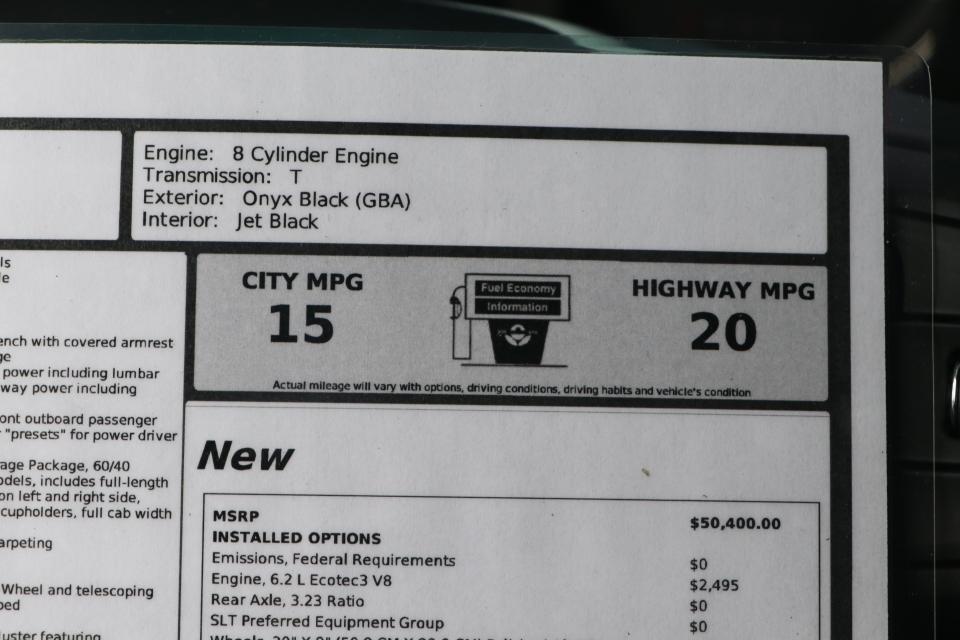 Engine: 8 Cylinder Engine
Transmission: T
Exterior: Onyx Black (GBA)
Interior: Jet Black
CITY MPG
15
Fuel Economy
Information
HIGHWAY MPG
20
Actual mileage will vary with options, driving conditions, driving habits and vehicle's condition
ench with covered armrest
power including lumbar
way power including
ont outboard passenger
"presets" for power driver
age Package, 60/40
odels, includes full-length
on left and right side,
cupholders, full cab width
arpeting
Wheel and telescoping
New
MSRP $50,400.00
INSTALLED OPTIONS
Emissions, Federal Requirements $0
Engine, 6.2 L Ecotec3 V8 $2,495
Rear Axle, 3.23 Ratio $0
SLT Preferred Equipment Group $0